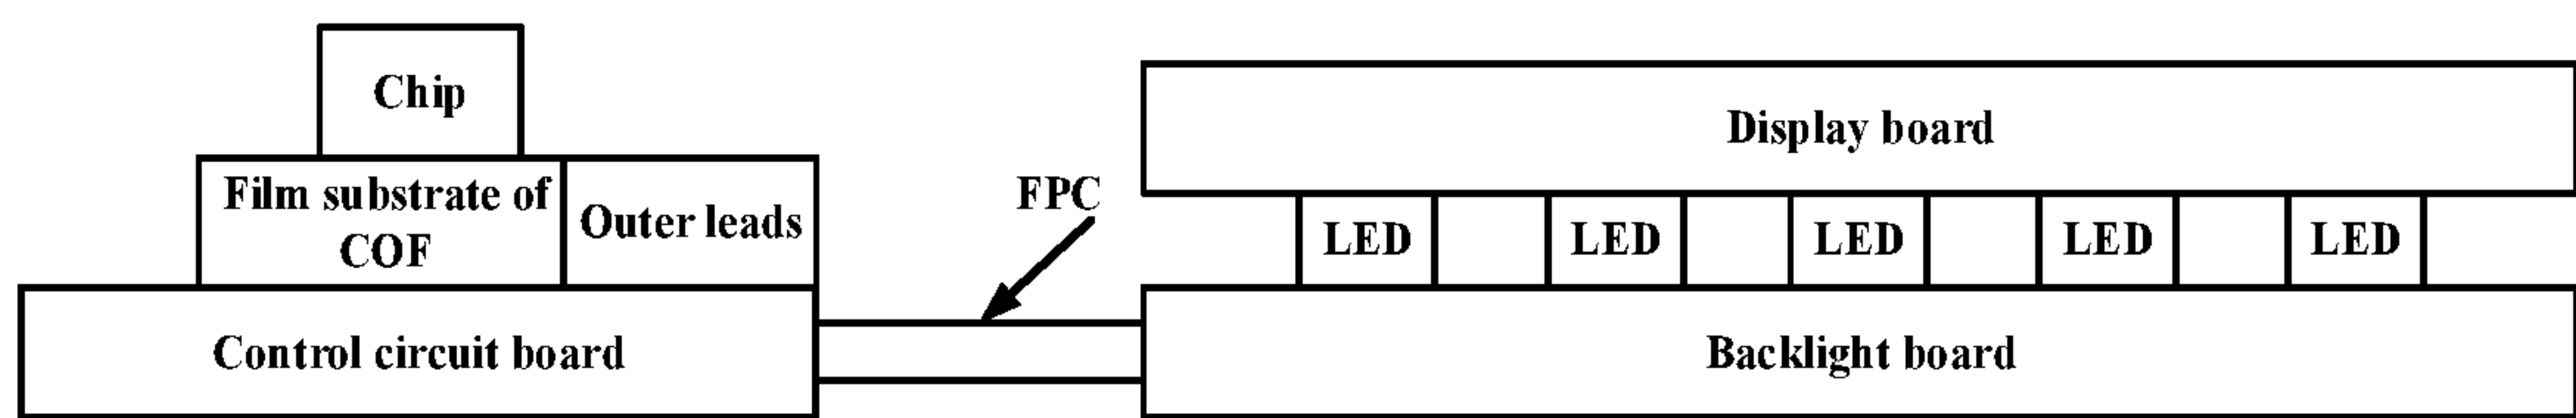 Chip
Film substrate of
COF
Outer leads
Control circuit board
FPC
Display board
LED
LED
LED
LED
LED
Backlight board